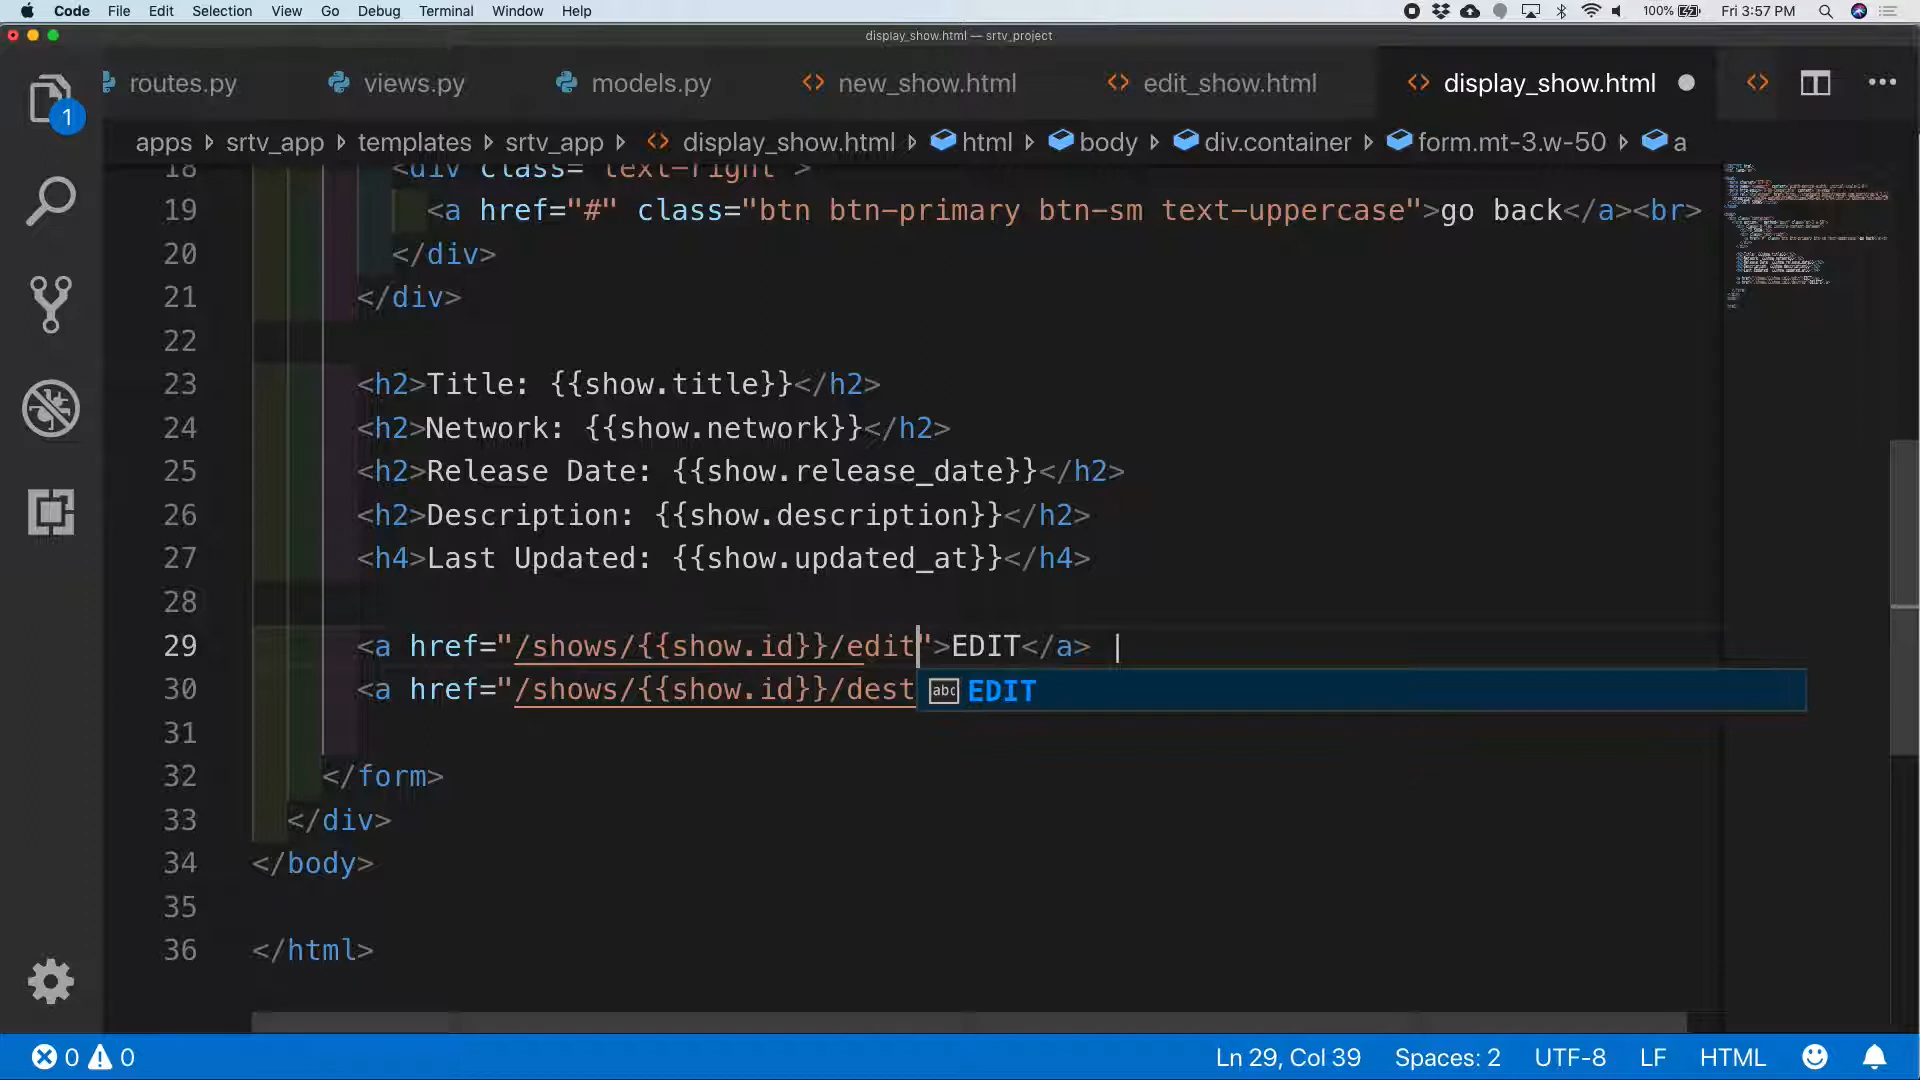 Code File Edit Selection View Go Debug Terminal Window Help 100% Fri 3:57 PM
display_show.html — srtv_project
routes.py views.py models.py new_show.html edit_show.html display_show.html
1
apps srtv_app templates srtv_app display_show.html html body div.container form.mt-3.w-50 a
18 <div class="text-right">
19 <a href="#" class="btn btn-primary btn-sm text-uppercase">go back</a><br>
20 </div>
21 </div>
22
23 <h2>Title: {{show.title}}</h2>
24 <h2>Network: {{show.network}}</h2>
25 <h2>Release Date: {{show.release_date}}</h2>
26 <h2>Description: {{show.description}}</h2>
27 <h4>Last Updated: {{show.updated_at}}</h4>
28
29 <a href="/shows/{{show.id}}/edit">EDIT</a> |
30 <a href="/shows/{{show.id}}/dest
abc EDIT
31
32 </form>
33 </div>
34 </body>
35
36 </html>
0 0 Ln 29, Col 39 Spaces: 2 UTF-8 LF HTML